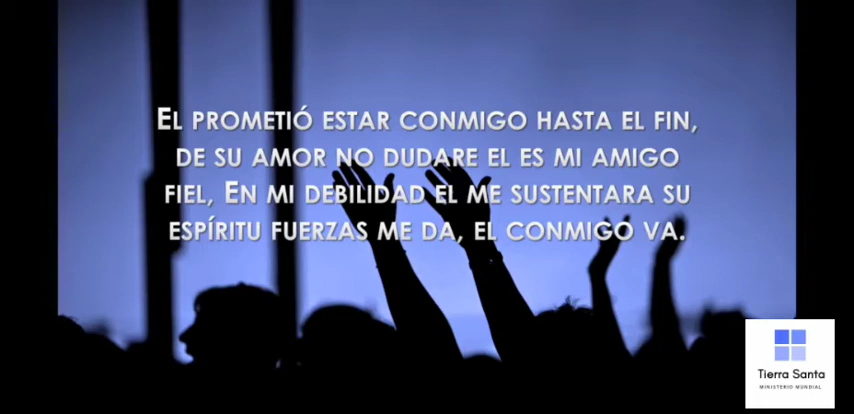 EL PROMETIÓ ESTAR CONMIGO HASTA EL FIN,
DE SU AMOR NO DUDARE EL ES MI AMIGO
FIEL, EN MI DEBILIDAD EL ME SUSTENTARA SU
ESPÍRITU FUERZAS ME DA, EL CONMIGO VA.
Tierra Santa
MINISTERIO MUNDIAL